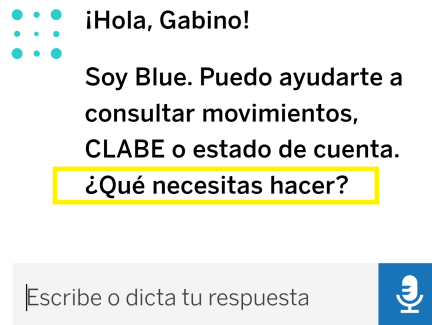 ¡Hola, Gabino!
Soy Blue. Puedo ayudarte a
consultar movimientos,
CLABE o estado de cuenta.
¿Qué necesitas hacer?
Escribe o dicta tu respuesta